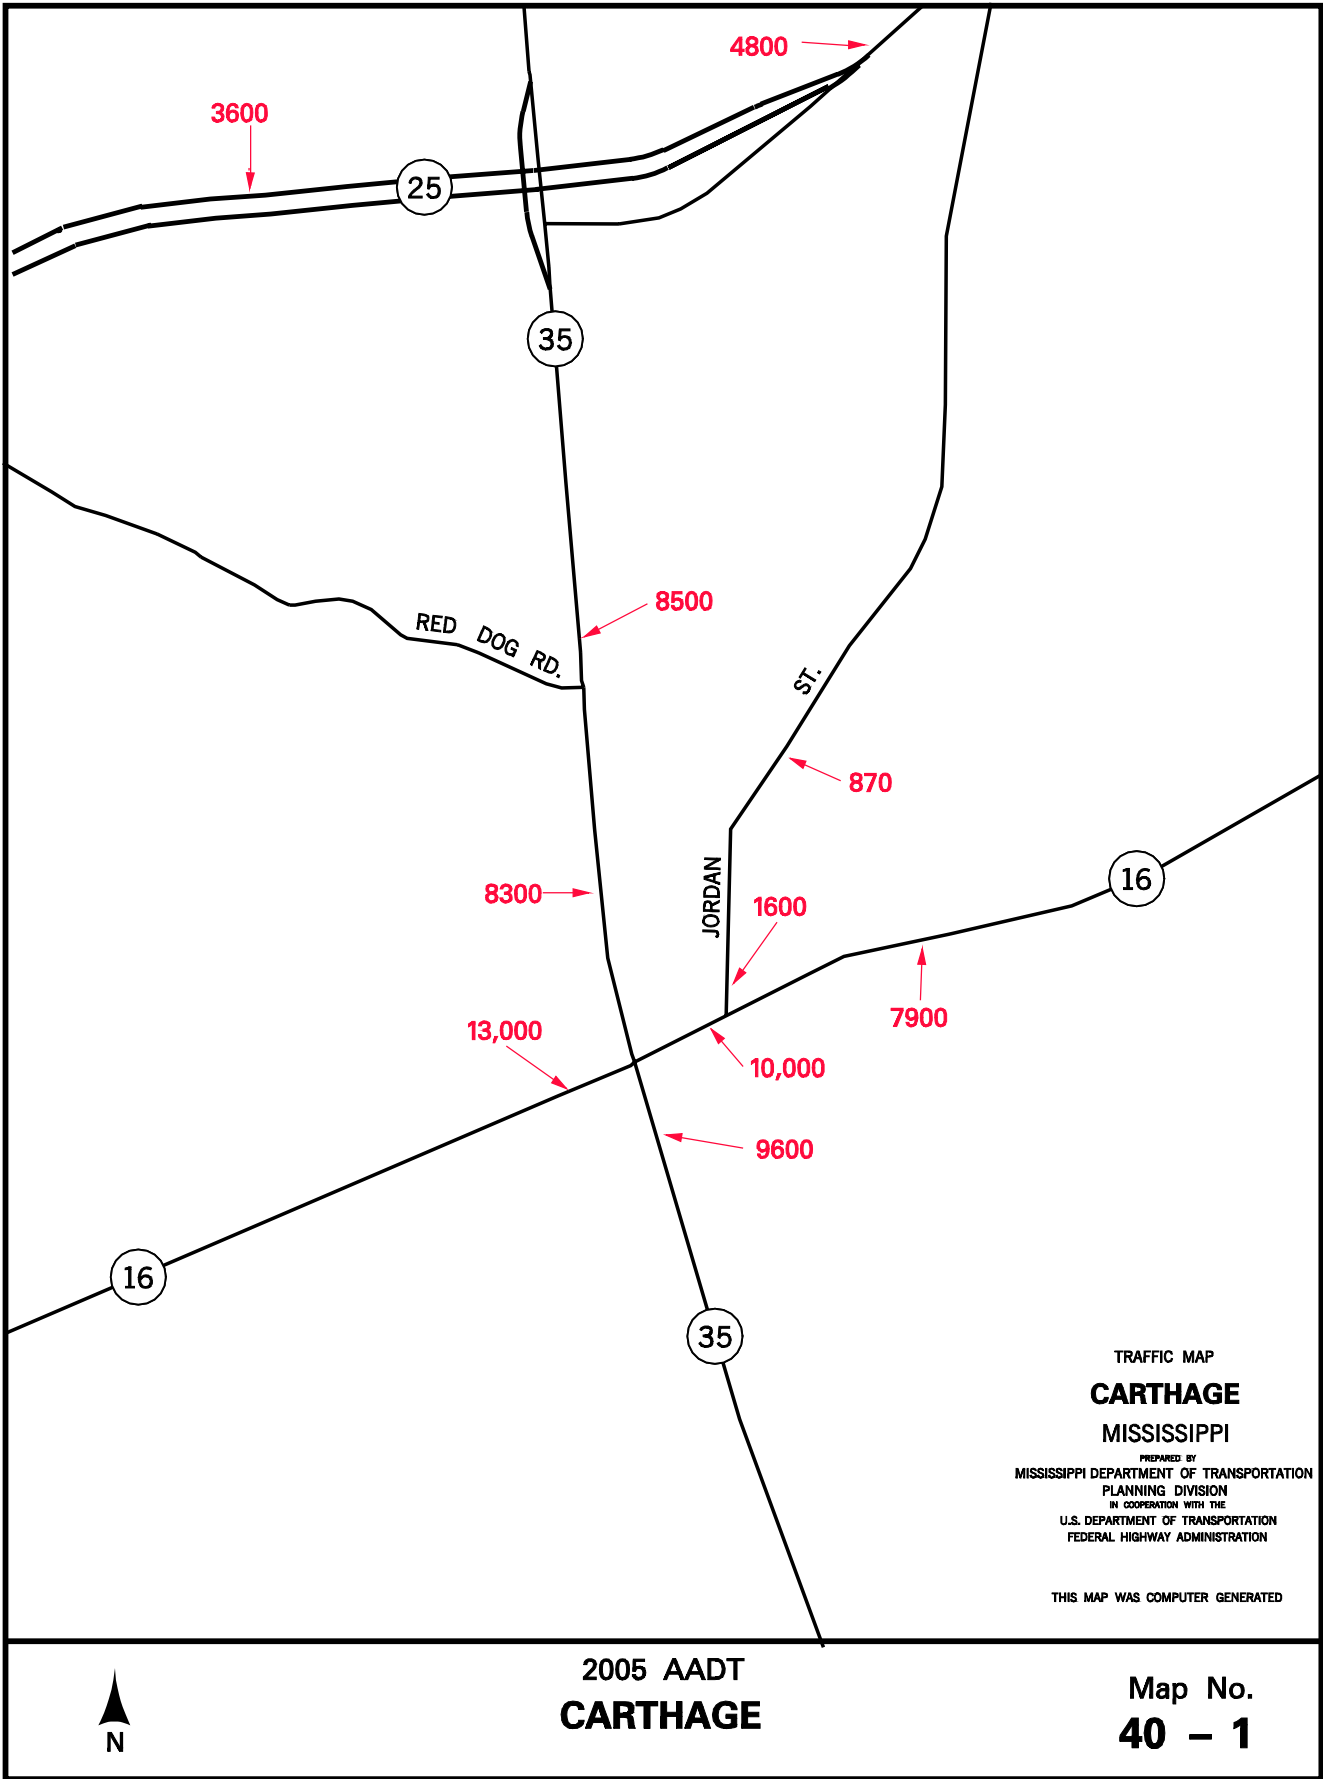 4800
3600
25
35
8500
RED DOG RD.
ST.
870
JORDAN
16
8300
1600
7900
13,000
10,000
9600
16
35
TRAFFIC MAP
CARTHAGE
MISSISSIPPI
PREPARED BY
MISSISSIPPI DEPARTMENT OF TRANSPORTATION
PLANNING DIVISION
IN COOPERATION WITH THE
U.S. DEPARTMENT OF TRANSPORTATION
FEDERAL HIGHWAY ADMINISTRATION
THIS MAP WAS COMPUTER GENERATED
N
2005 AADT
CARTHAGE
Map No.
40 – 1